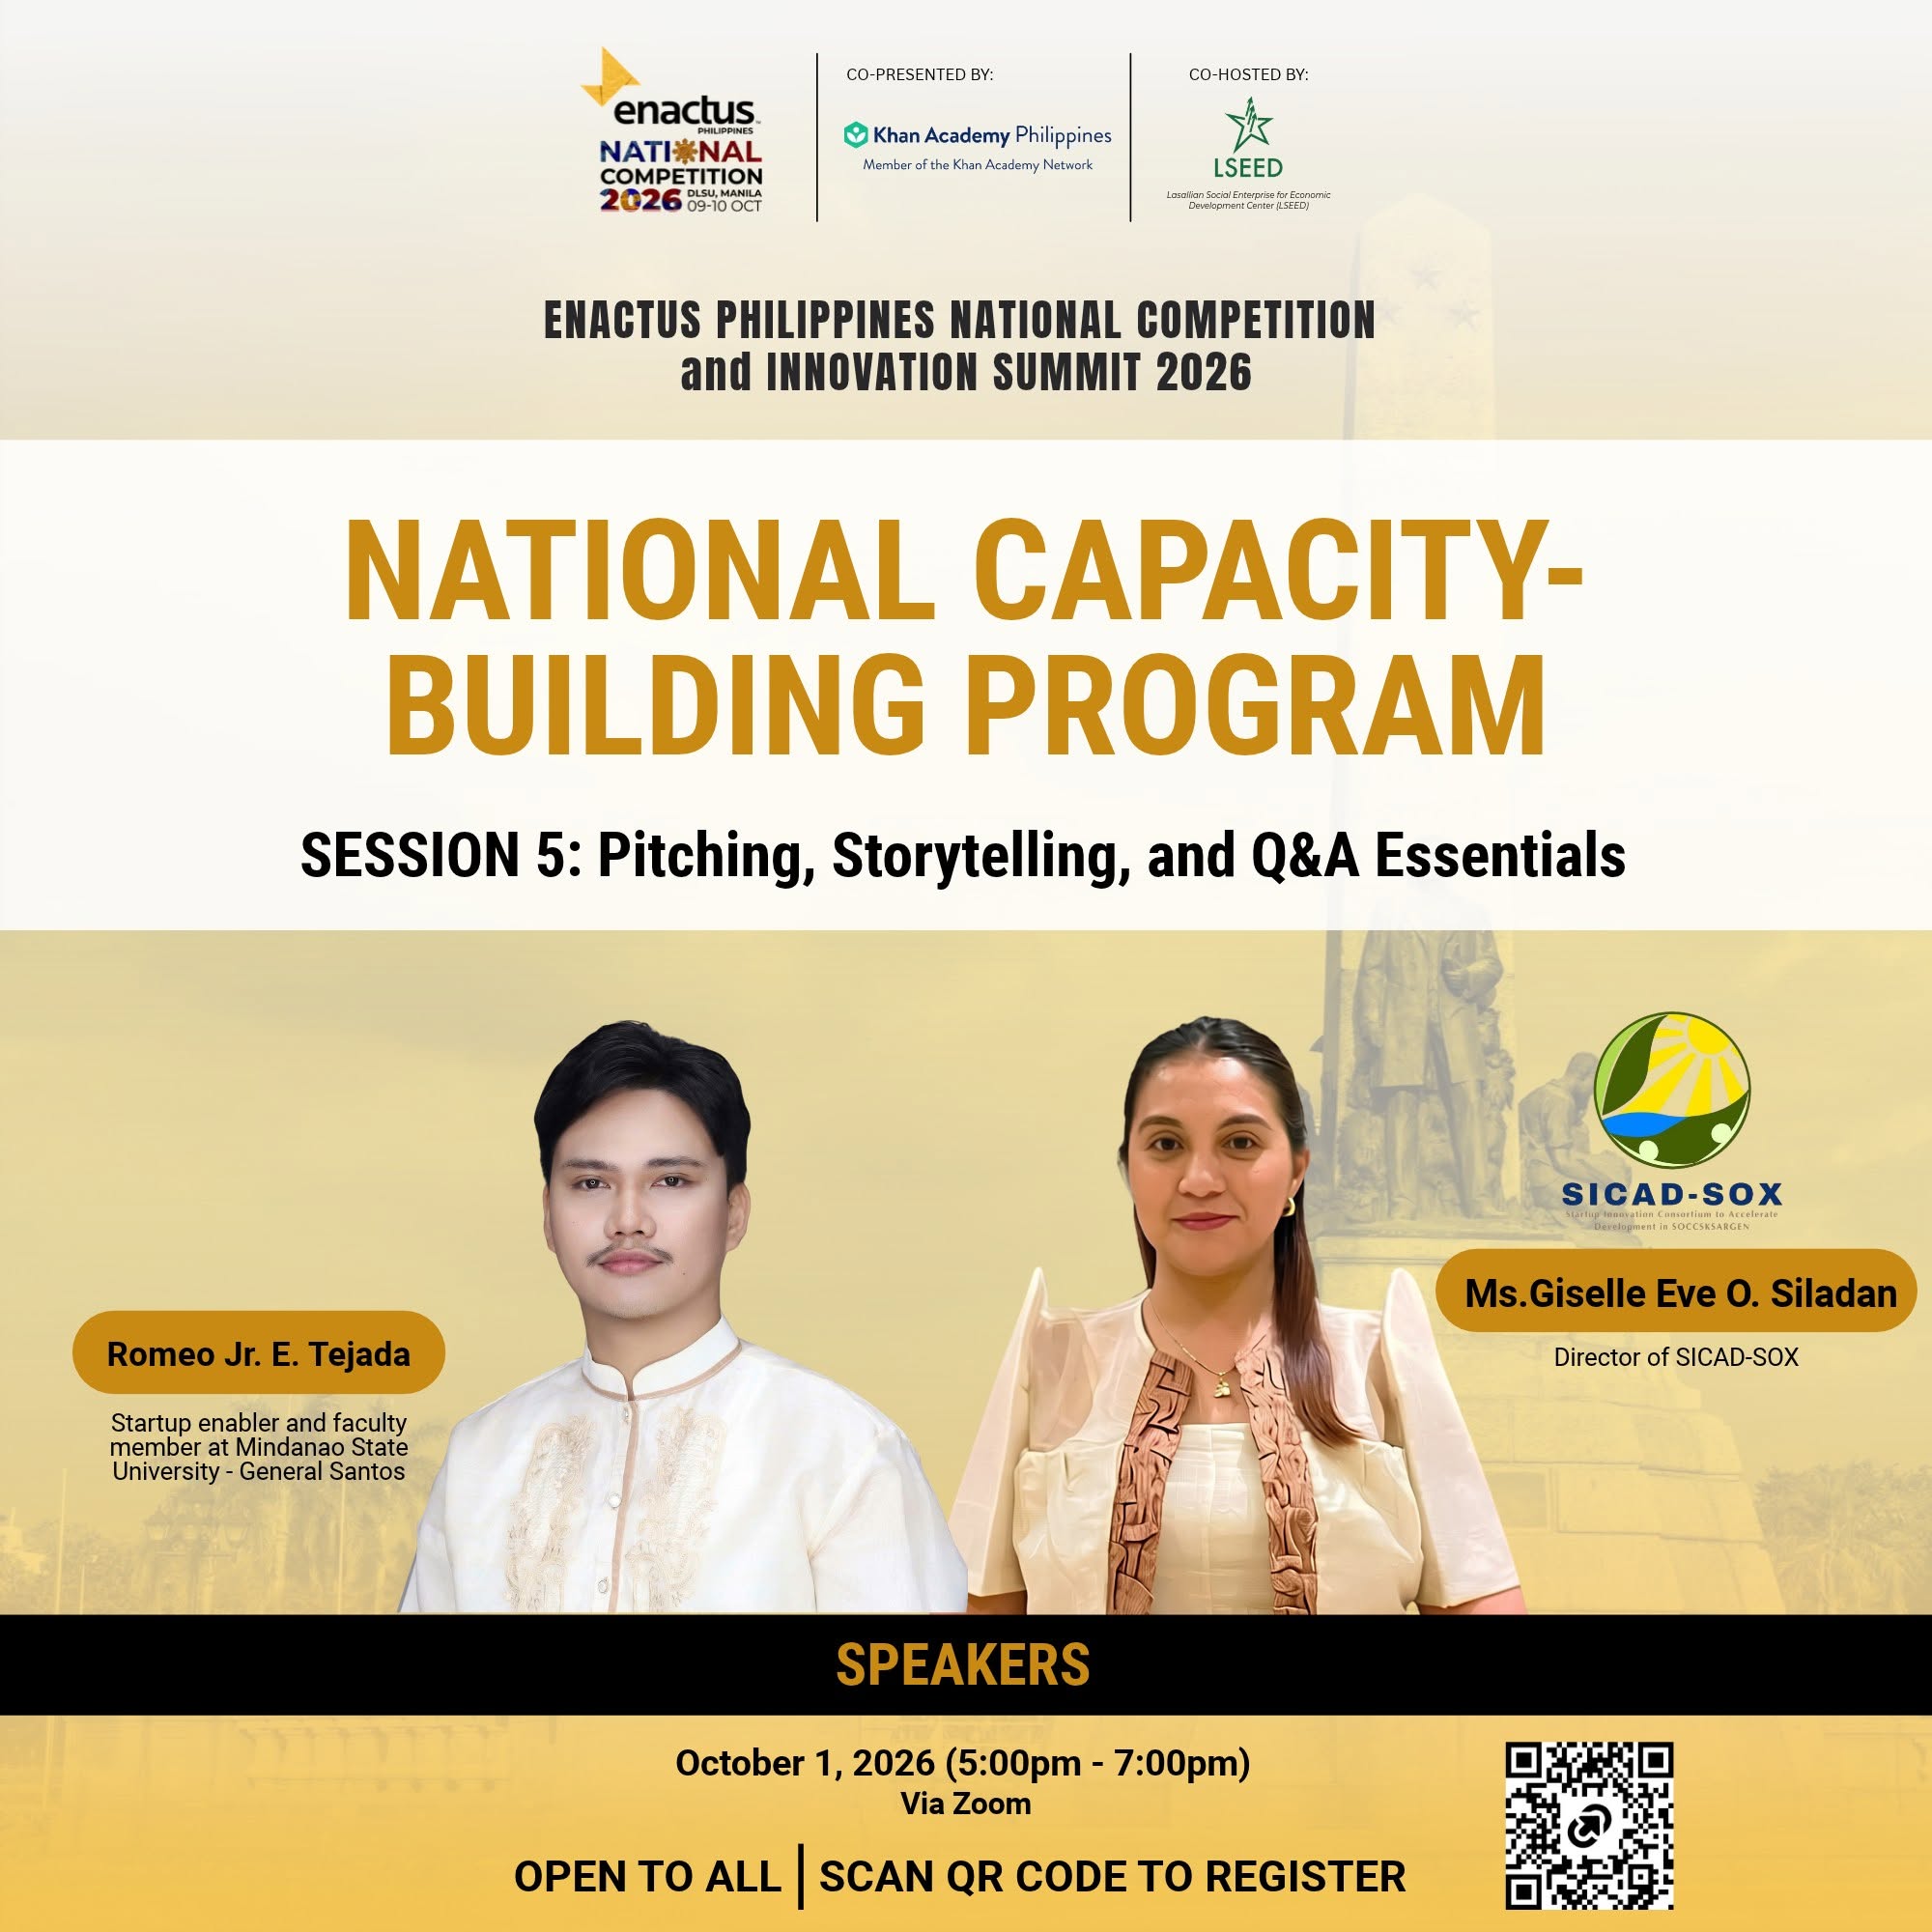 enactus
PHILIPPINES
NATIONAL
COMPETITION
2026 DLSU, MANILA
09-10 OCT
CO-PRESENTED BY:
Khan Academy Philippines
Member of the Khan Academy Network
CO-HOSTED BY:
LSEED
Lasallian Social Enterprise for Economic
Development Center (LSEED)
ENACTUS PHILIPPINES NATIONAL COMPETITION
and INNOVATION SUMMIT 2026
NATIONAL CAPACITY-
BUILDING PROGRAM
SESSION 5: Pitching, Storytelling, and Q&A Essentials
Romeo Jr. E. Tejada
Startup enabler and faculty
member at Mindanao State
University - General Santos
SICAD-SOX
Startup Innovation Consortium to Accelerate
Development in SOCCSKSARGEN
Ms.Giselle Eve O. Siladan
Director of SICAD-SOX
SPEAKERS
October 1, 2026 (5:00pm - 7:00pm)
Via Zoom
OPEN TO ALL | SCAN QR CODE TO REGISTER